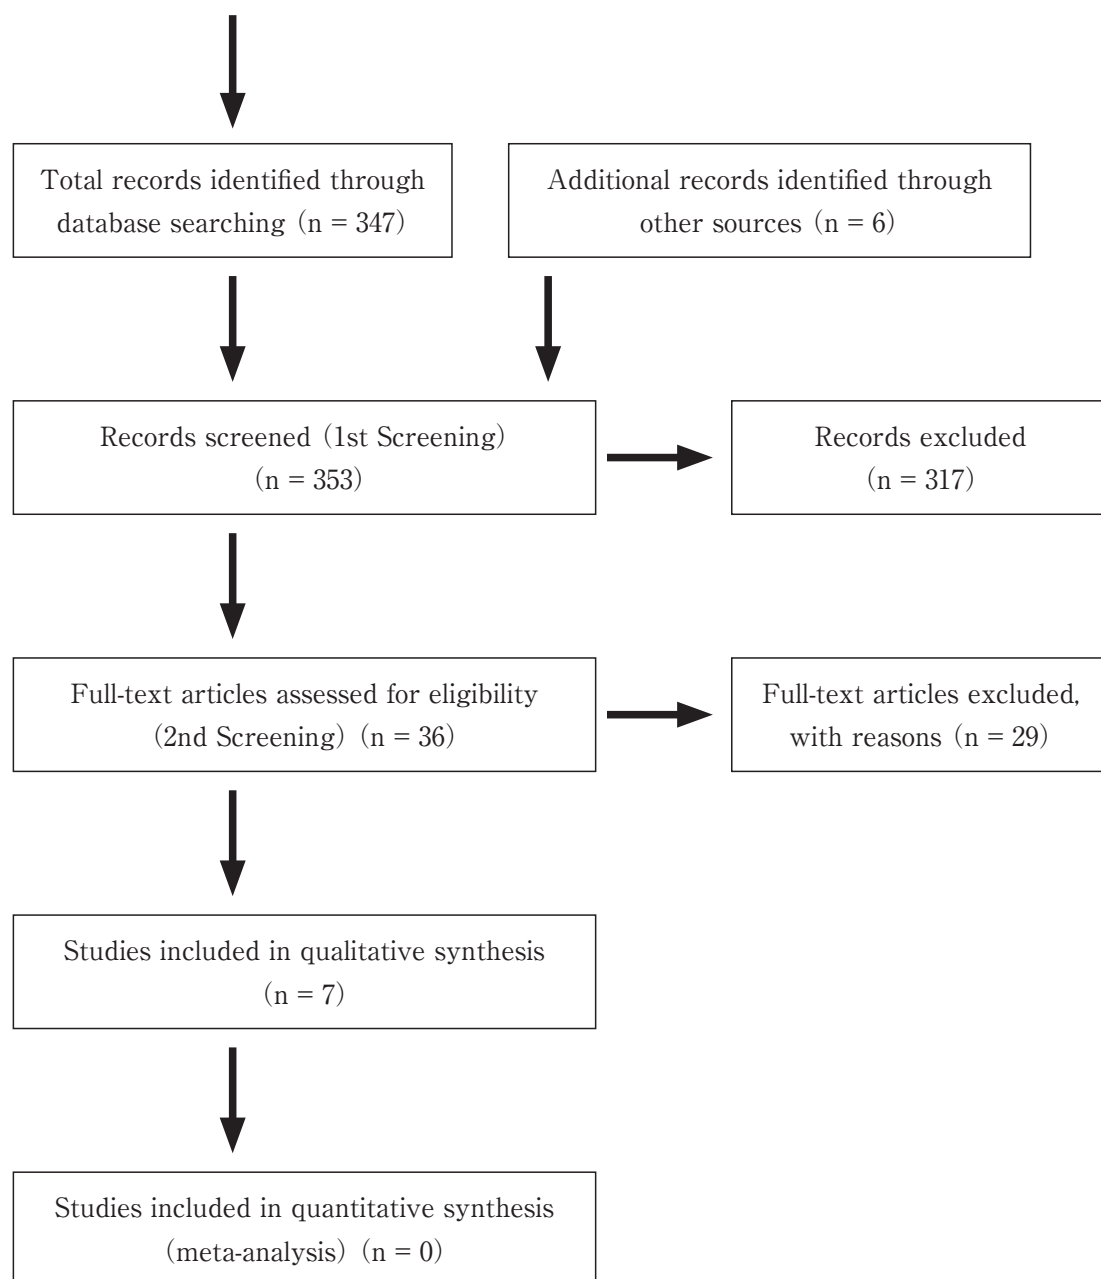 Total records identified through
database searching (n = 347)
Additional records identified through
other sources (n = 6)
Records screened (1st Screening)
(n = 353)
Records excluded
(n = 317)
Full-text articles assessed for eligibility
(2nd Screening) (n = 36)
Full-text articles excluded,
with reasons (n = 29)
Studies included in qualitative synthesis
(n = 7)
Studies included in quantitative synthesis
(meta-analysis) (n = 0)